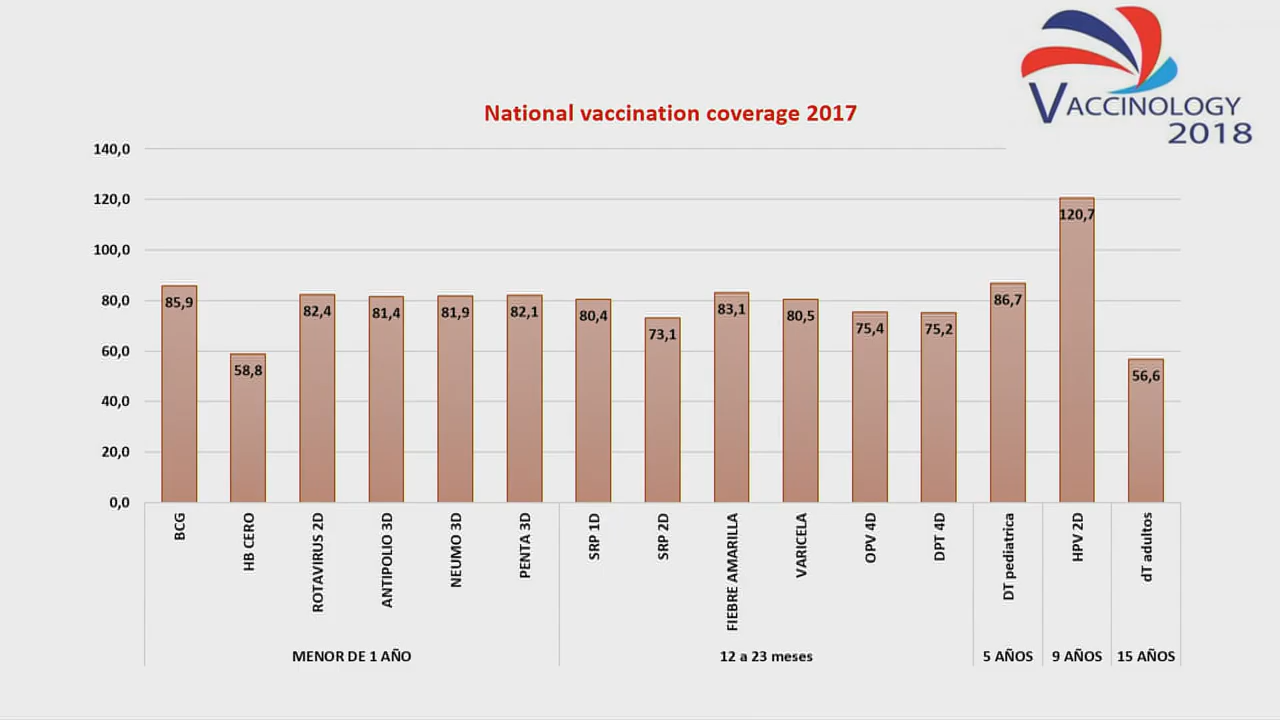 VACCINOLOGY
2018
National vaccination coverage 2017
140,0
120,0
100,0
80,0
60,0
40,0
20,0
0,0
85,9
58,8
82,4
81,4
81,9
82,1
80,4
73,1
83,1
80,5
75,4
75,2
86,7
120,7
56,6
BCG
HB CERO
ROTAVIRUS 2D
ANTIPOLIO 3D
NEUMO 3D
PENTA 3D
SRP 1D
SRP 2D
FIEBRE AMARILLA
VARICELA
OPV 4D
DPT 4D
DT pediatrica
HPV 2D
dT adultos
MENOR DE 1 AÑO
12 a 23 meses
5 AÑOS
9 AÑOS
15 AÑOS